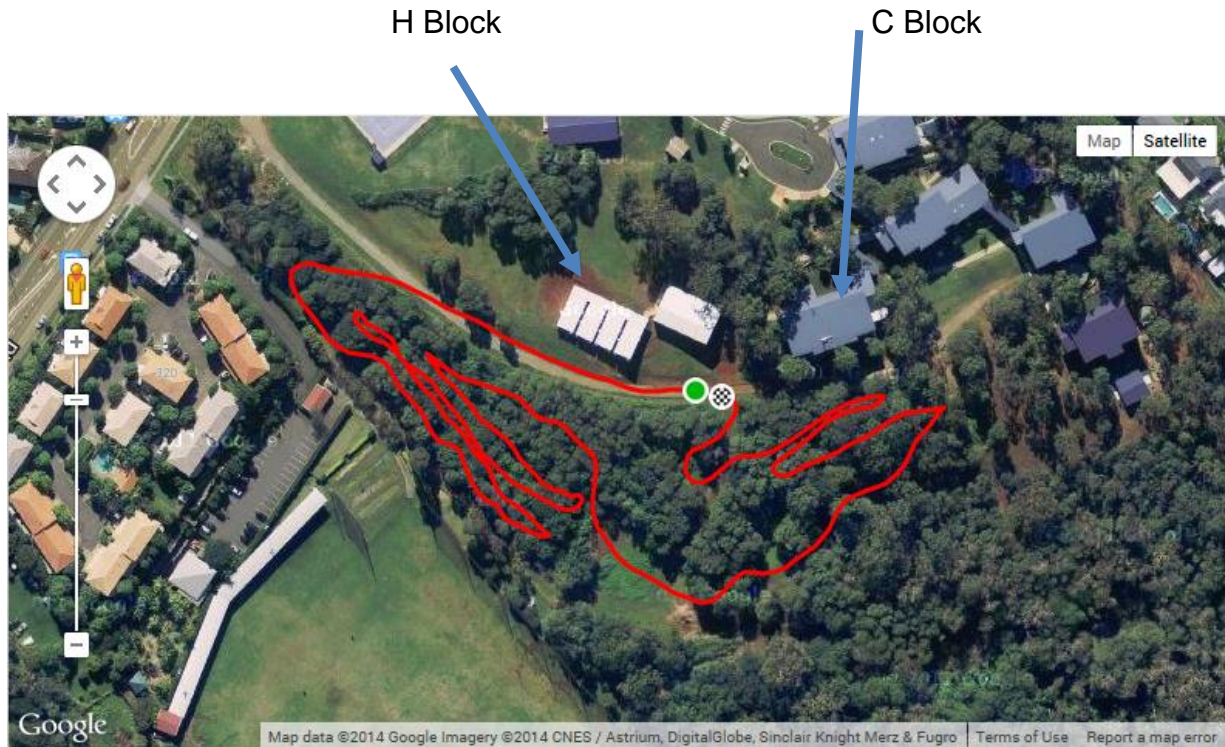 H Block
C Block
Map
Satellite
320
Google
Map data ©2014 Google Imagery ©2014 CNES / Astrium, DigitalGlobe, Sinclair Knight Merz & Fugro
Terms of Use
Report a map error